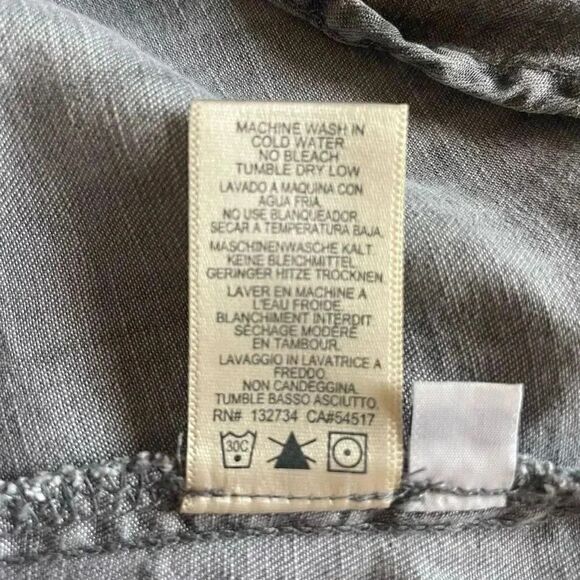 MACHINE WASH IN
COLD WATER
NO BLEACH
TUMBLE DRY LOW
LAVADO A MAQUINA CON
AGUA FRIA.
NO USE BLANQUEADOR.
SECAR A TEMPERATURA BAJA.
MASCHINENWASCHE KALT
KEINE BLEICHMITTEL.
GERINGER HITZE TROCKNEN
LAVER EN MACHINE A
L'EAU FROIDE.
BLANCHIMENT INTERDIT
SÉCHAGE MODÉRÉ
EN TAMBOUR.
LAVAGGIO IN LAVATRICE A
FREDDO.
NON CANDEGGINA.
TUMBLE BASSO ASCIUTTO.
RN# 132734 CA#54517
30C